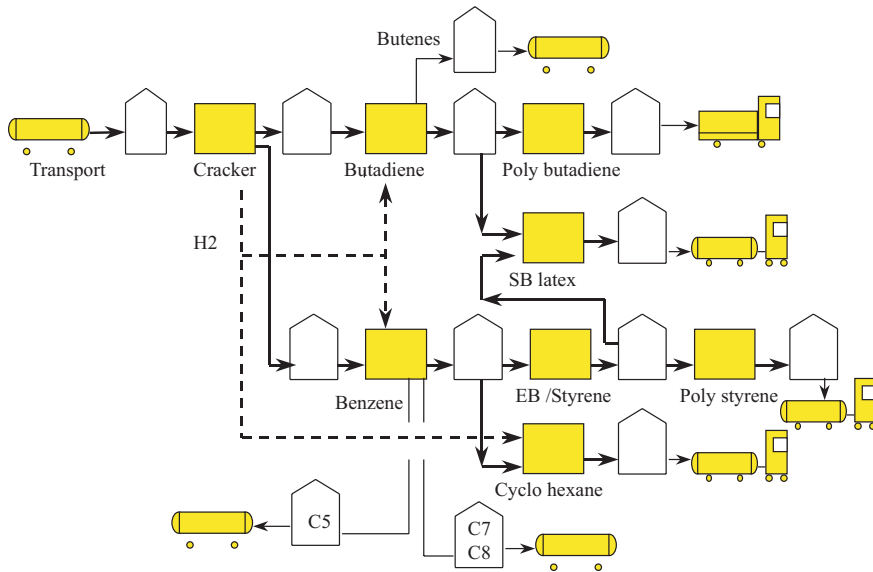 Butenes
Transport
Cracker
Butadiene
Poly butadiene
H2
SB latex
Benzene
EB /Styrene
Poly styrene
Cyclo hexane
C5
C7
C8